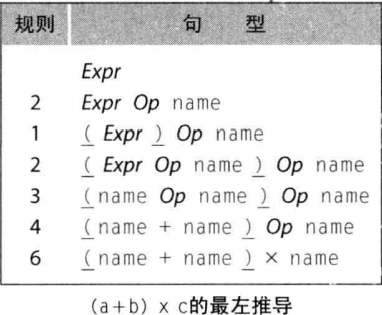 规则 句 型
Expr
2 Expr Op name
1 ( Expr ) Op name
2 ( Expr Op name ) Op name
3 (name Op name ) Op name
4 (name + name ) Op name
6 (name + name ) × name
(a+b) x c的最左推导